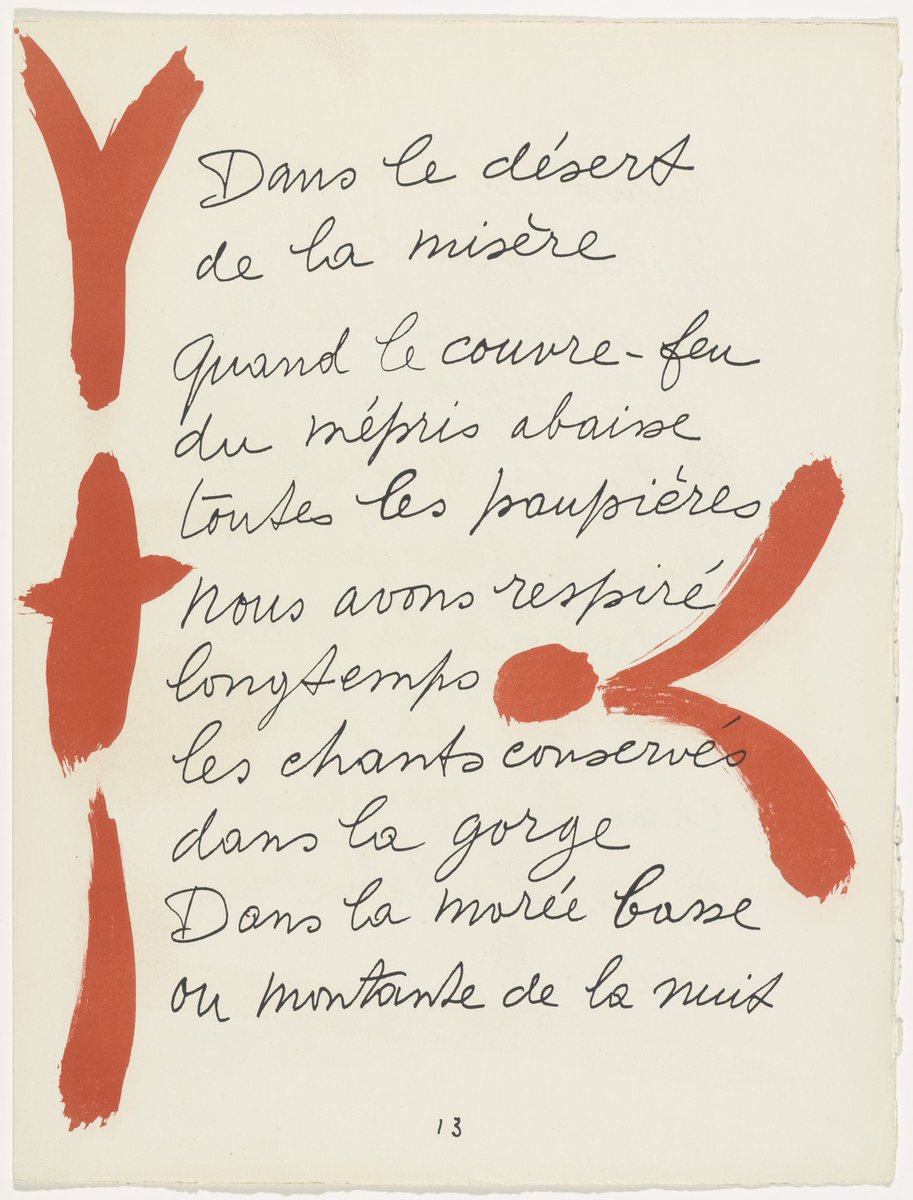 Dans le désert
de la misère
Quand le couvre-feu
du mépris abaisse
toutes les paupières
nous avons respiré
longtemps
les chants conservés
dans la gorge
Dans la morée basse
ou montante de la nuit
13